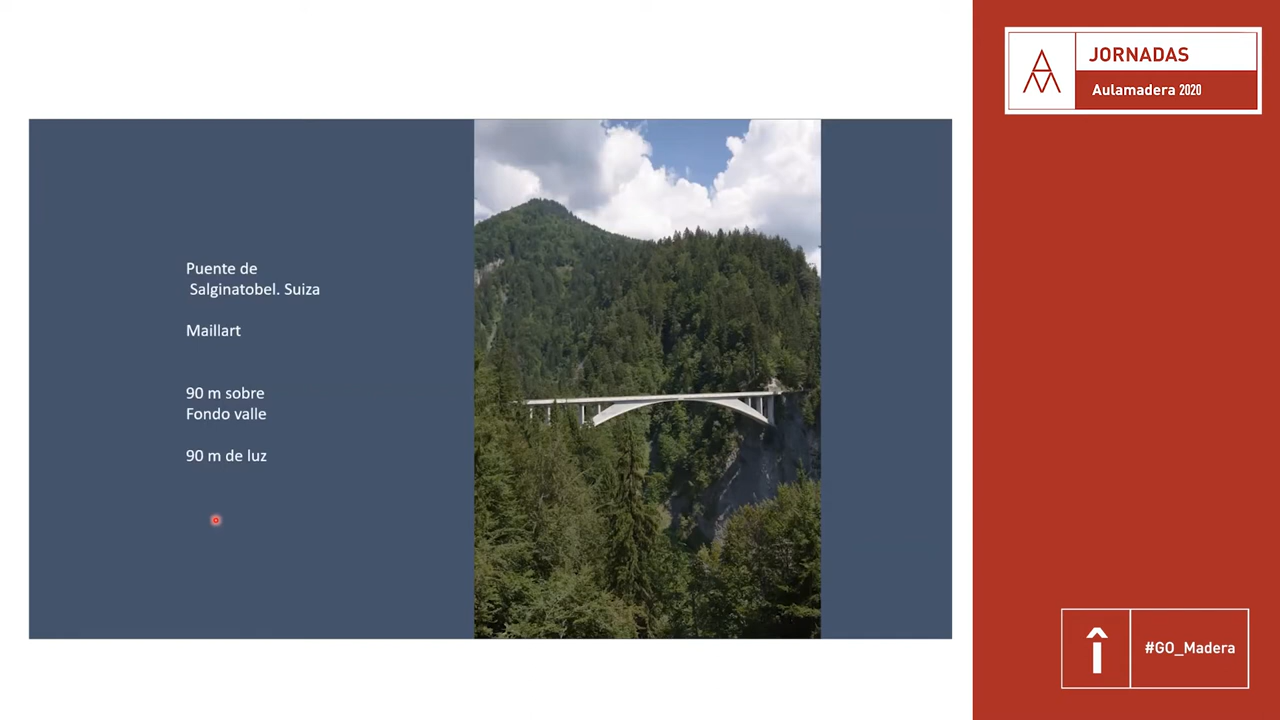 Puente de
Salginatobel. Suiza
Maillart
90 m sobre
Fondo valle
90 m de luz
JORNADAS
Aulamadera 2020
#GO_Madera